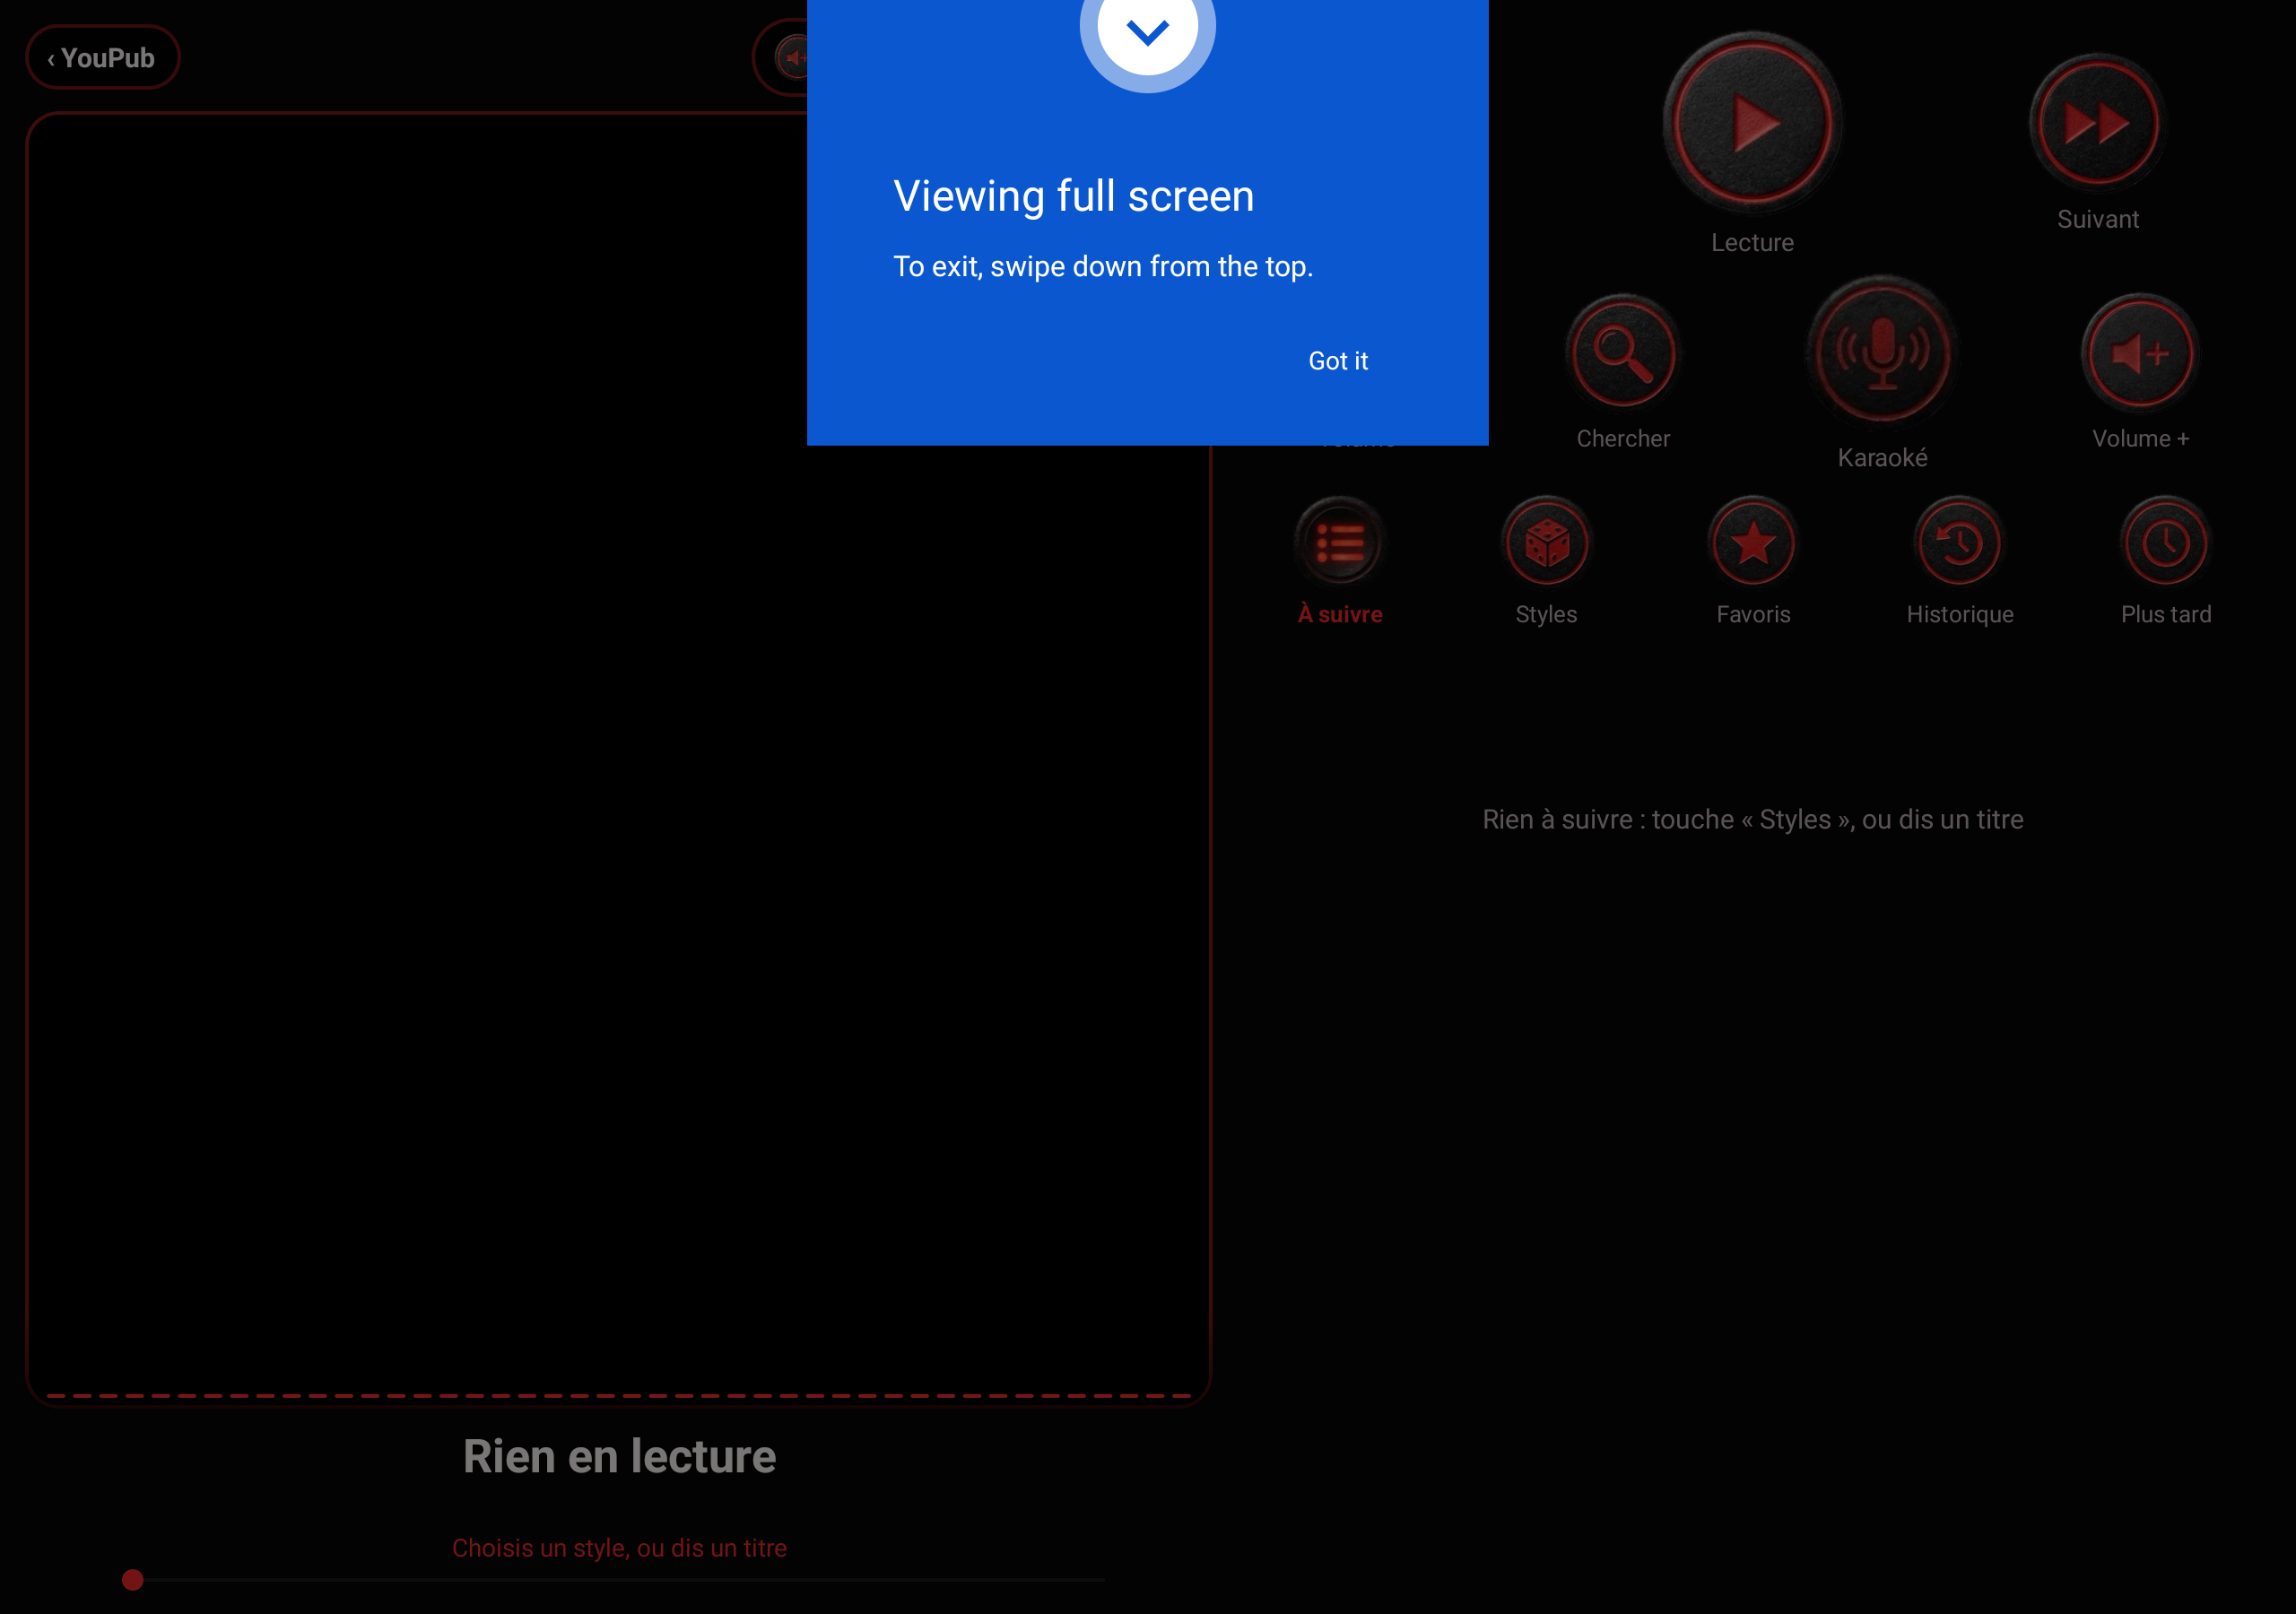 ‹ YouPub
Viewing full screen
To exit, swipe down from the top.
Got it
Lecture
Suivant
Chercher
Karaoké
Volume +
À suivre
Styles
Favoris
Historique
Plus tard
Rien à suivre : touche « Styles », ou dis un titre
Rien en lecture
Choisis un style, ou dis un titre